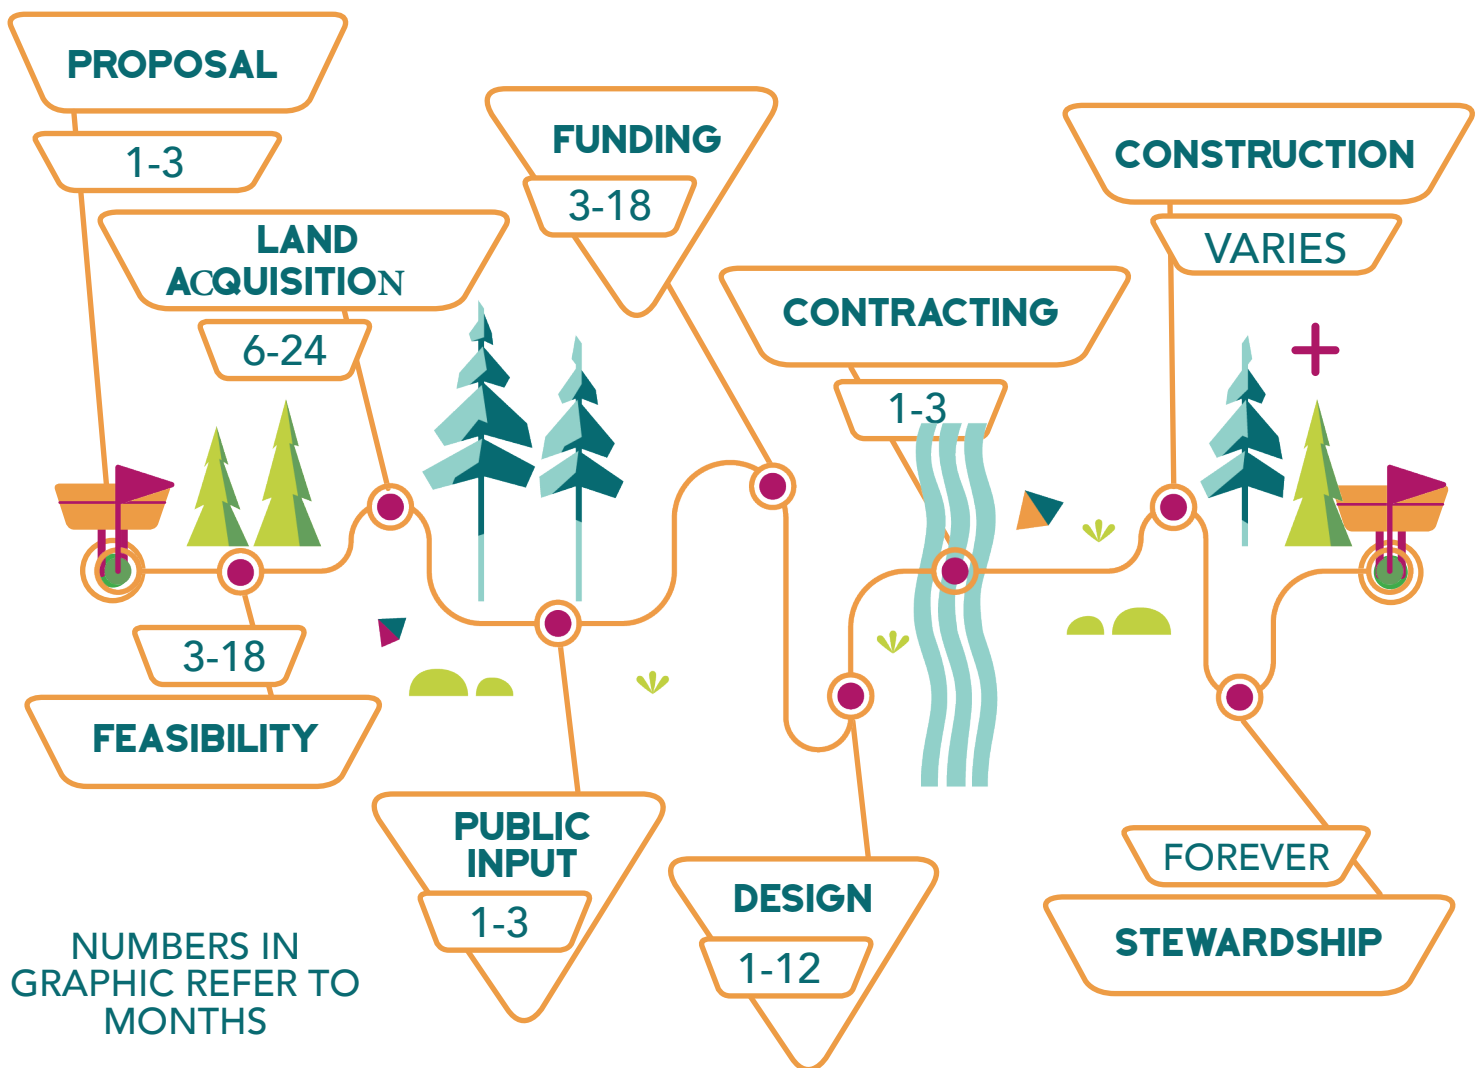 PROPOSAL
1-3
FEASIBILITY
3-18
LAND
ACQUISITION
6-24
PUBLIC
INPUT
1-3
FUNDING
3-18
DESIGN
1-12
CONTRACTING
1-3
CONSTRUCTION
VARIES
STEWARDSHIP
FOREVER
NUMBERS IN
GRAPHIC REFER TO
MONTHS